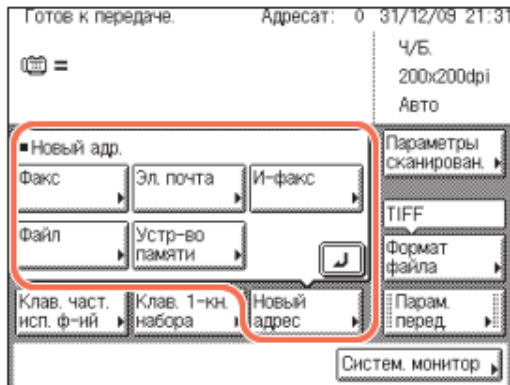 Готов к передаче. Адресат: 0 31/12/09 21:31
Ч/Б.
=
200x200dpi
Авто
Новый адр.
Параметры
сканирован.
Факс Эл. почта И-факс
TIFF
Файл Устр-во
памяти
Формат
файла
Клав. част.
исп. ф-ий
Клав. 1-кн.
набора
Новый
адрес
Парам.
перед.
Систем. монитор